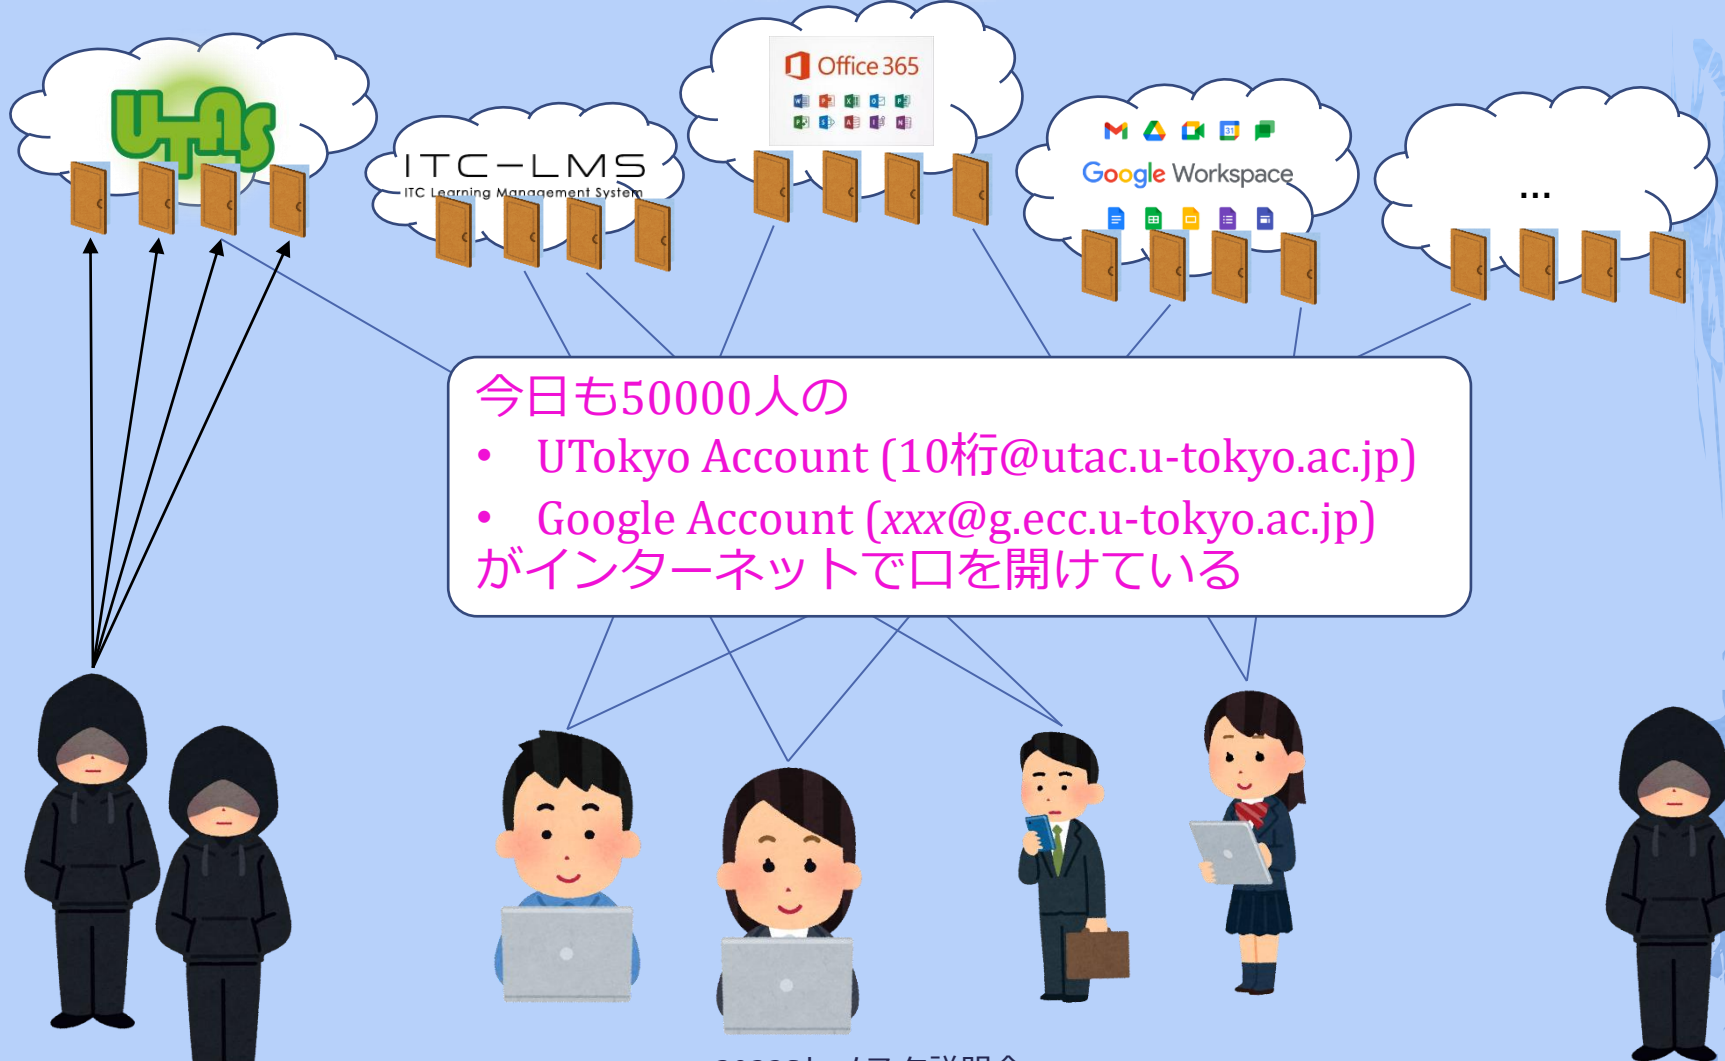 UTAS
ITC-LMS
ITC Learning Management System
Office 365
31
Google Workspace
...
今日も50000人の
• UTokyo Account (10桁@utac.u-tokyo.ac.jp)
• Google Account (xxx@g.ecc.u-tokyo.ac.jp)
がインターネットで口を開けている